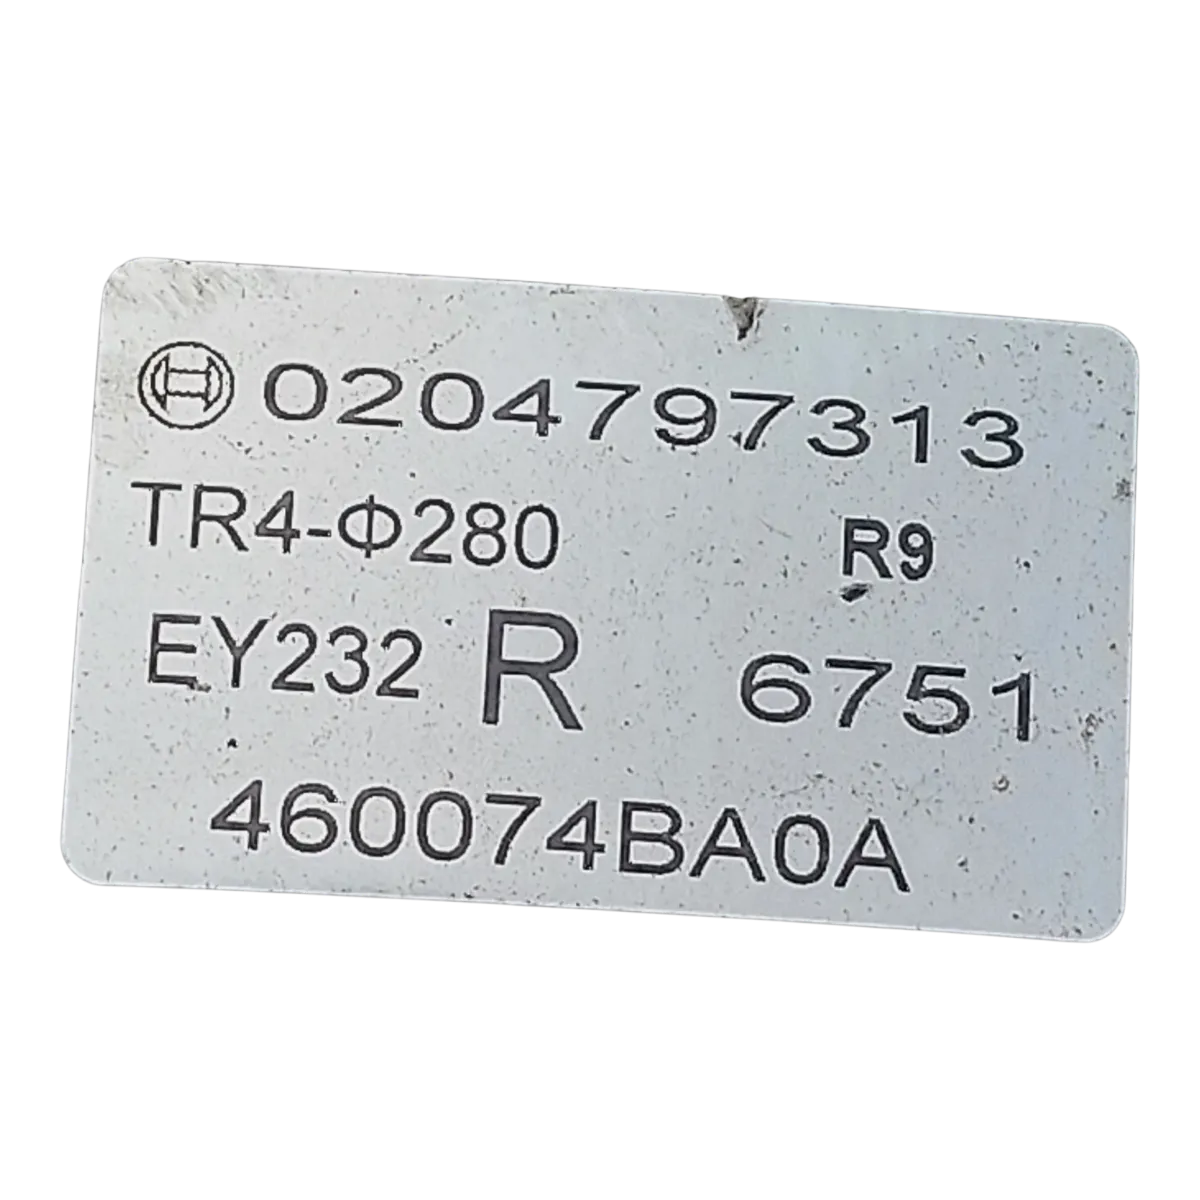 0204797313
TR4-Φ280 R9
EY232 R 6751
460074BA0A